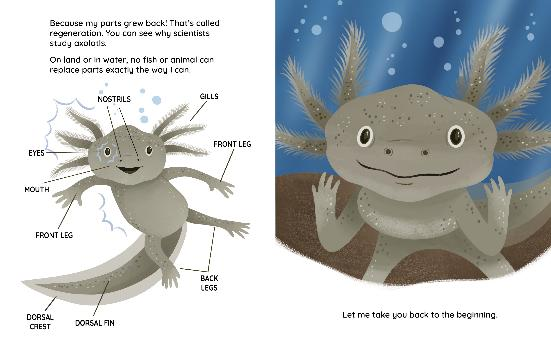 Because my parts grew back! That's called
regeneration. You can see why scientists
study axolotls.
On land or in water, no fish or animal can
replace parts exactly the way I can.
NOSTRILS
GILLS
EYES
FRONT LEG
MOUTH
FRONT LEG
BACK
LEGS
DORSAL
CREST
DORSAL FIN
Let me take you back to the beginning.